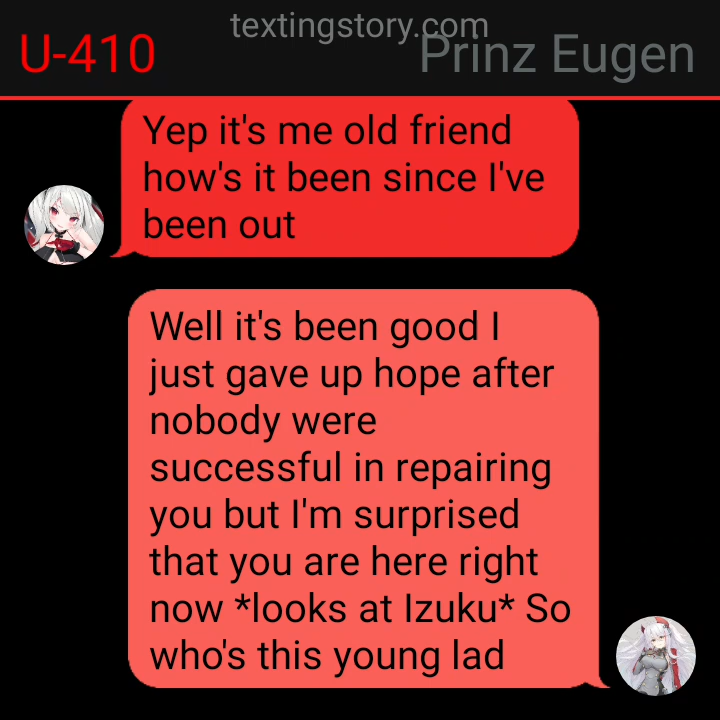 textingstory.com
U-410
Prinz Eugen
Yep it's me old friend
how's it been since I've
been out
Well it's been good I
just gave up hope after
nobody were
successful in repairing
you but I'm surprised
that you are here right
now *looks at Izuku* So
who's this young lad